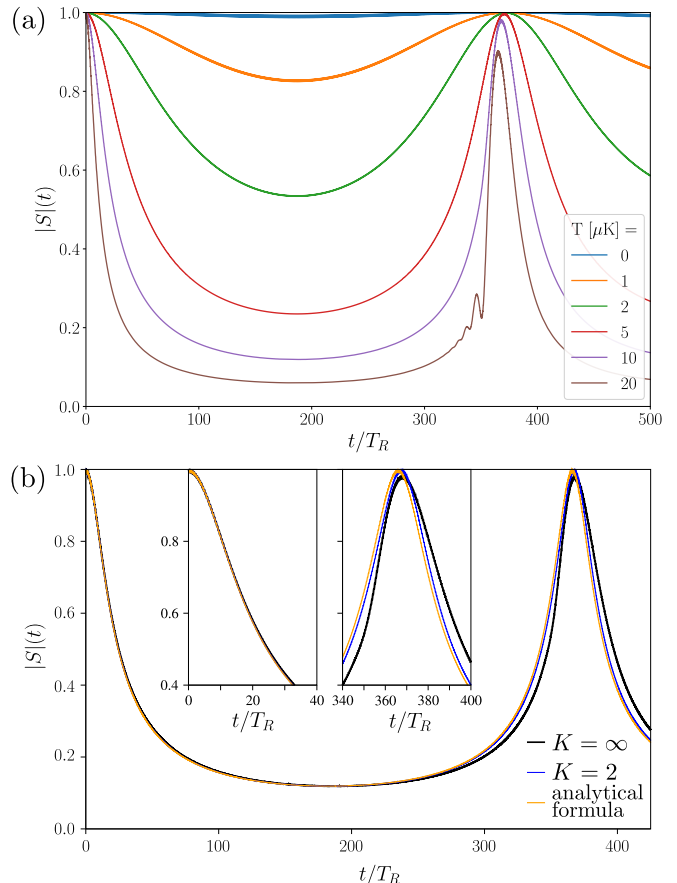 (a)
1.0
0.8
0.6
0.4
0.2
0.0
|S|(t)
T [μK] =
0
1
2
5
10
20
0 100 200 300 400 500
t/T_R
(b)
1.0
0.8
0.6
0.4
0.2
0.0
|S|(t)
0.8
0.6
0.4
0 20 40
t/T_R
340 360 380 400
t/T_R
K = ∞
K = 2
analytical
formula
0 100 200 300 400
t/T_R